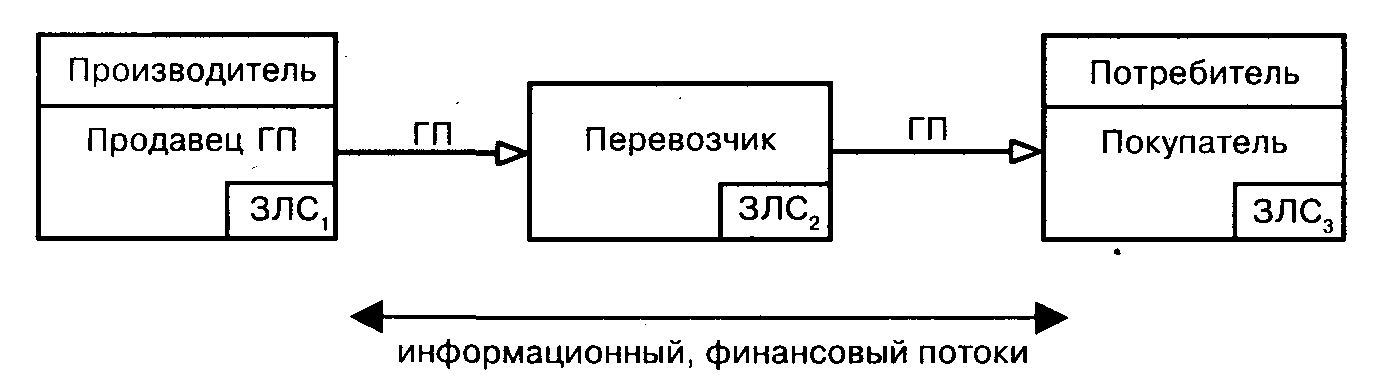 Производитель
Продавец ГП
ЗЛС₁
ГП
Перевозчик
ЗЛС₂
ГП
Потребитель
Покупатель
ЗЛС₃
информационный, финансовый потоки